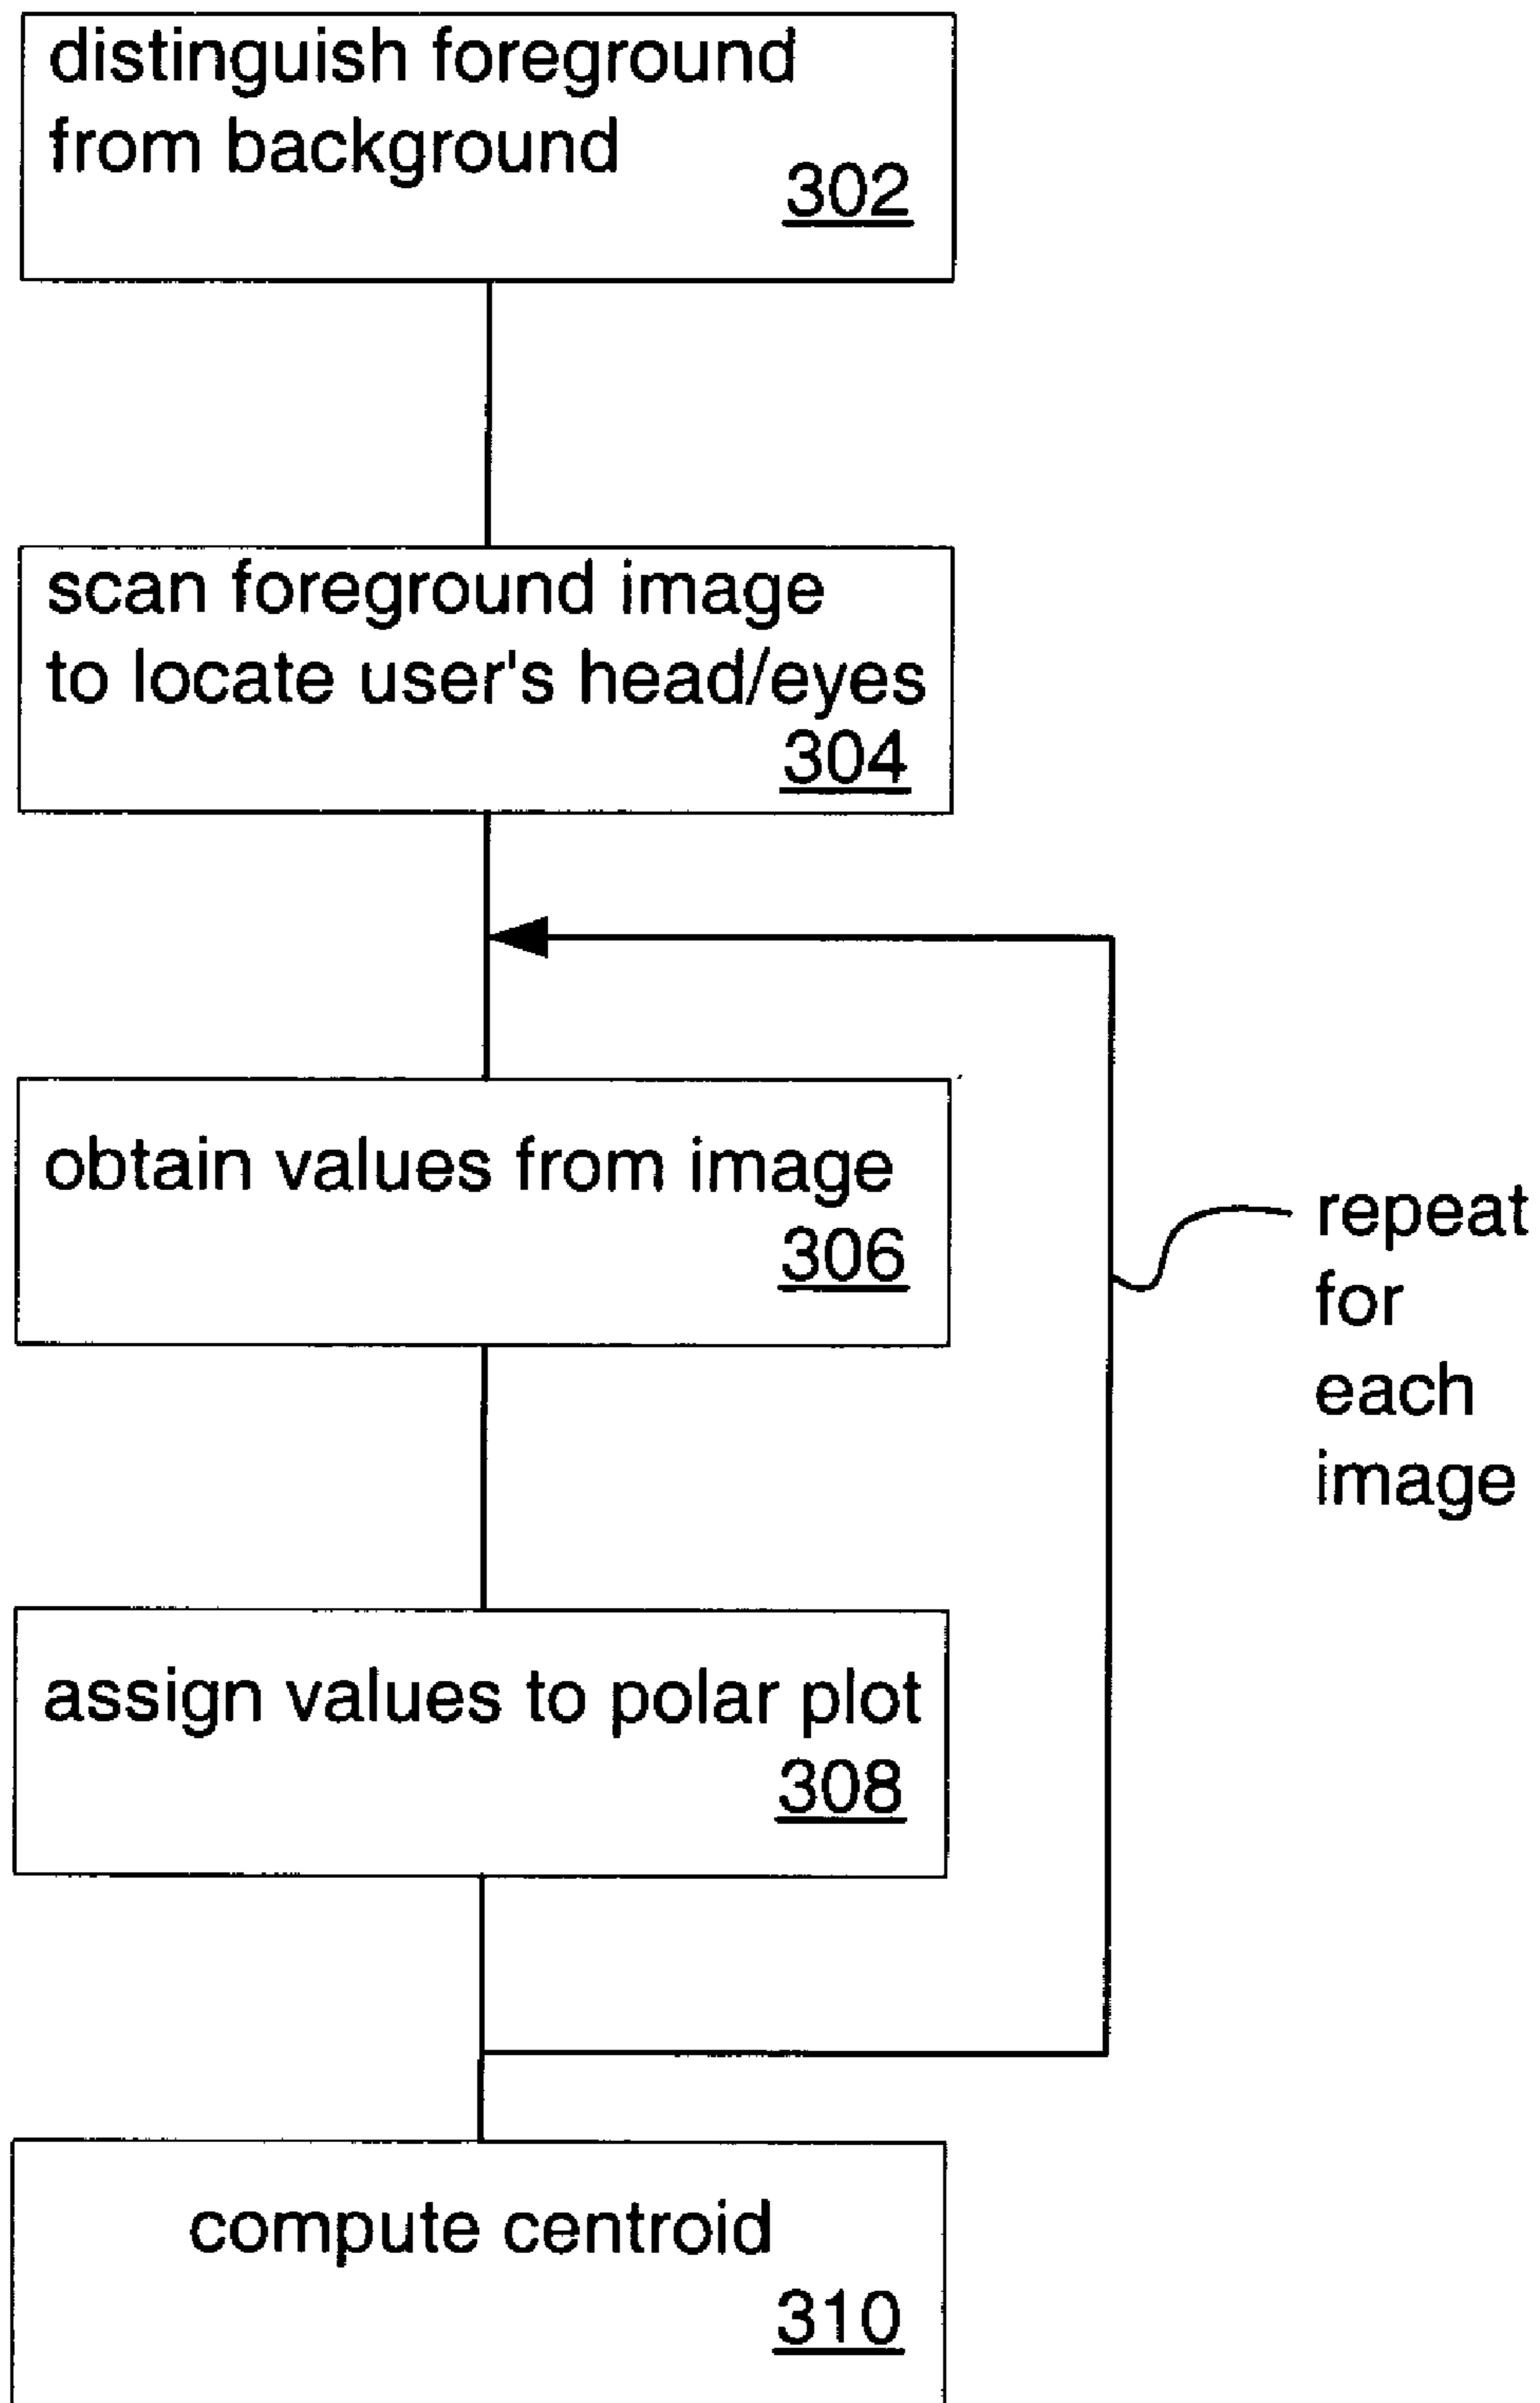 distinguish foreground
from background
302
scan foreground image
to locate user's head/eyes
304
obtain values from image
306
repeat
for
each
image
assign values to polar plot
308
compute centroid
310